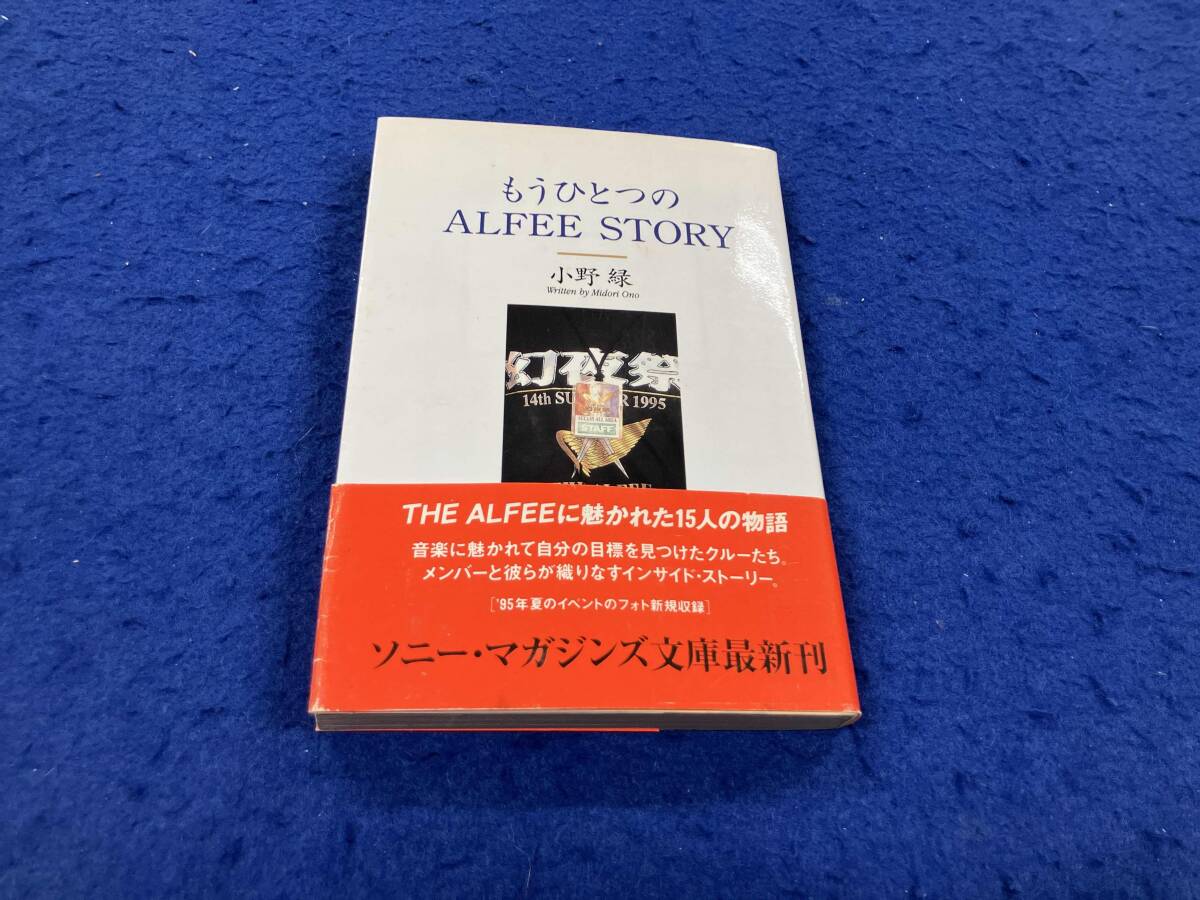 もうひとつの
ALFEE STORY
小野 緑
Written by Midori Ono
幻夜祭
14th SU R 1995
STAFF
THE ALFEEに魅かれた15人の物語
音楽に魅かれて自分の目標を見つけたクルーたち。
メンバーと彼らが織りなすインサイド・ストーリー。
['95年夏のイベントのフォト新規収録]
ソニー・マガジンズ文庫最新刊